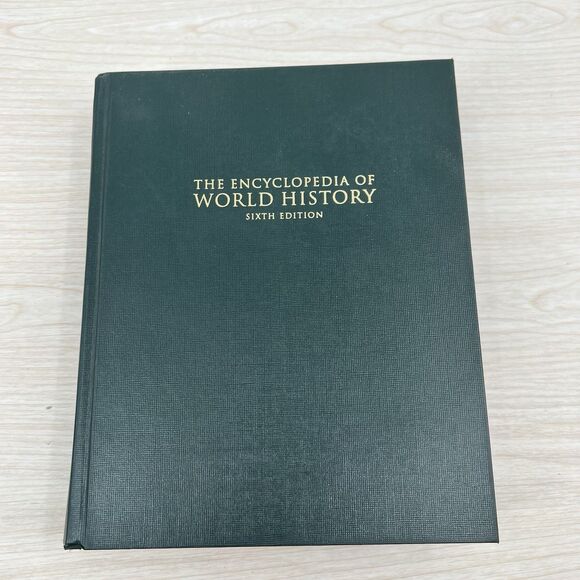 THE ENCYCLOPEDIA OF
WORLD HISTORY
SIXTH EDITION